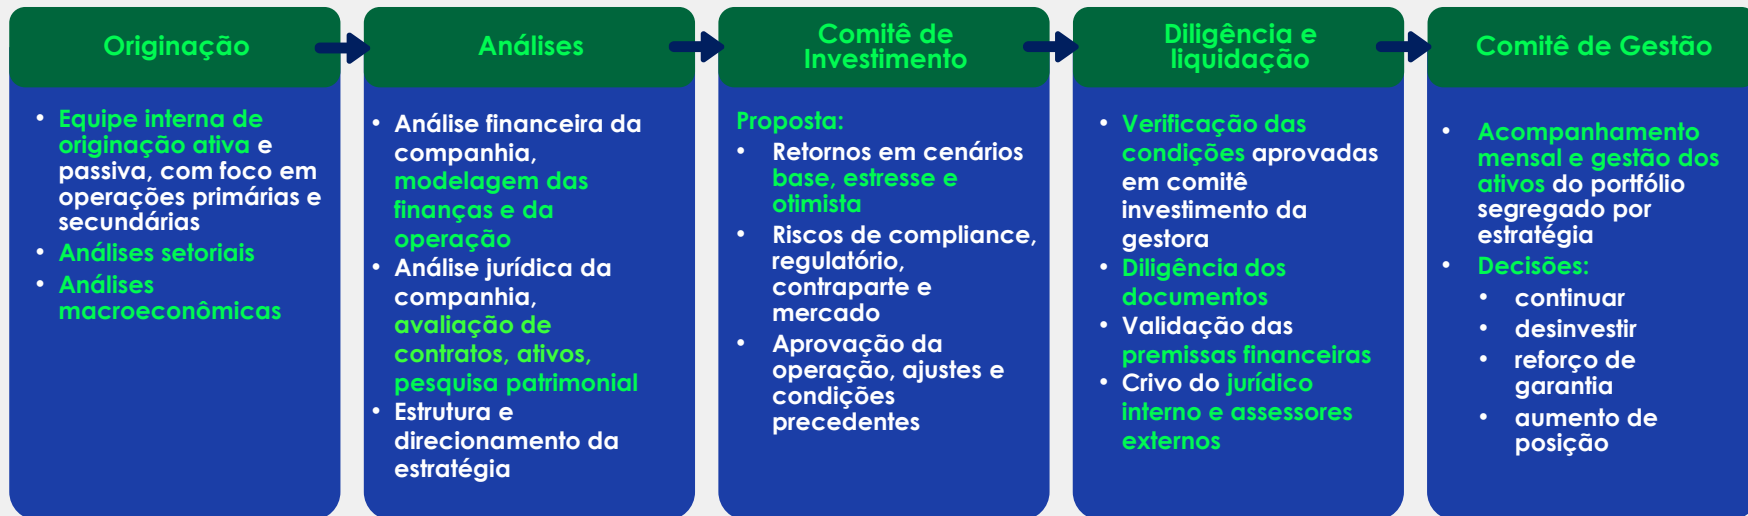 Originação
• Equipe interna de
originação ativa e
passiva, com foco em
operações primárias e
secundárias
• Análises setoriais
• Análises
macroeconômicas
Análises
• Análise financeira da
companhia,
modelagem das
finanças e da
operação
• Análise jurídica da
companhia,
avaliação de
contratos, ativos,
pesquisa patrimonial
• Estrutura e
direcionamento da
estratégia
Comitê de
Investimento
Proposta:
• Retornos em cenários
base, estresse e
otimista
• Riscos de compliance,
regulatório,
contraparte e
mercado
• Aprovação da
operação, ajustes e
condições
precedentes
Diligência e
liquidação
• Verificação das
condições aprovadas
em comitê
investimento da
gestora
• Diligência dos
documentos
• Validação das
premissas financeiras
• Crivo do jurídico
interno e assessores
externos
Comitê de Gestão
• Acompanhamento
mensal e gestão dos
ativos do portfólio
segregado por
estratégia
• Decisões:
• continuar
• desinvestir
• reforço de
garantia
• aumento de
posição